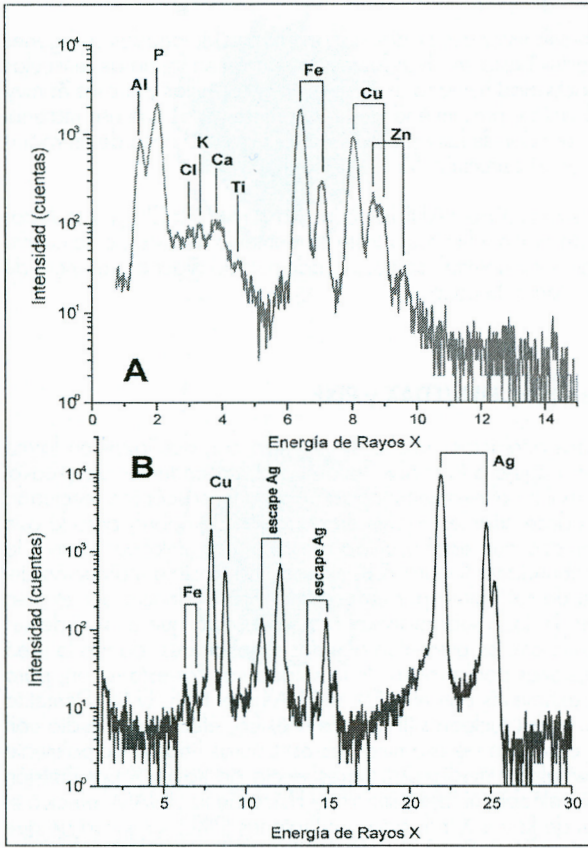 10⁴
10³
10²
10¹
10⁰
Intensidad (cuentas)
Al
P
Cl
K
Ca
Ti
Fe
Cu
Zn
A
0 2 4 6 8 10 12 14
Energía de Rayos X
B
10⁴
10³
10²
10¹
10⁰
Intensidad (cuentas)
Fe
Cu
escape Ag
escape Ag
Ag
5 10 15 20 25 30
Energía de Rayos X